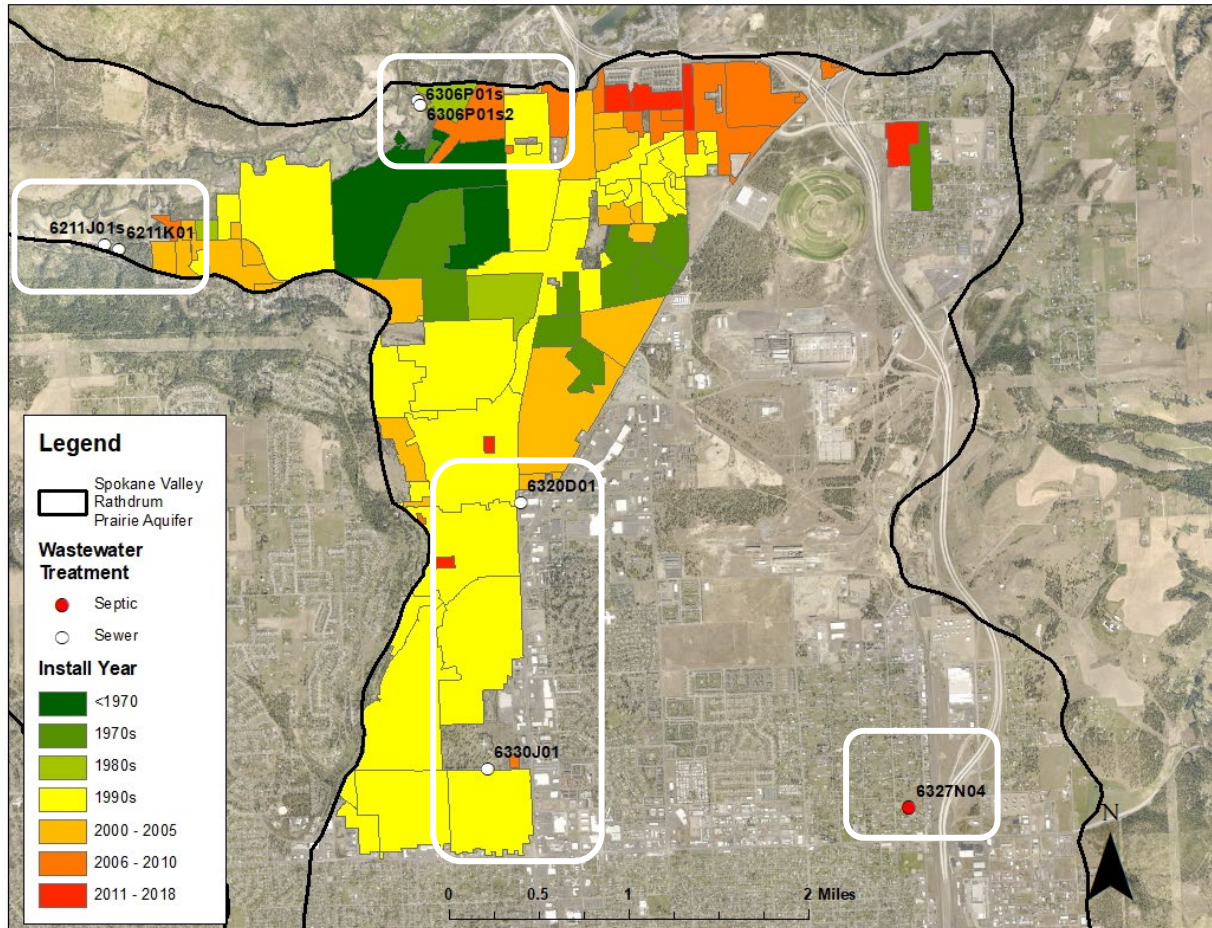 6306P01s
6306P01s2
6211J01s
6211K01
6320D01
6330J01
6327N04
Legend
Spokane Valley
Rathdrum
Prairie Aquifer
Wastewater
Treatment
Septic
Sewer
Install Year
<1970
1970s
1980s
1990s
2000 - 2005
2006 - 2010
2011 - 2018
0 0.5 1 2 Miles
N